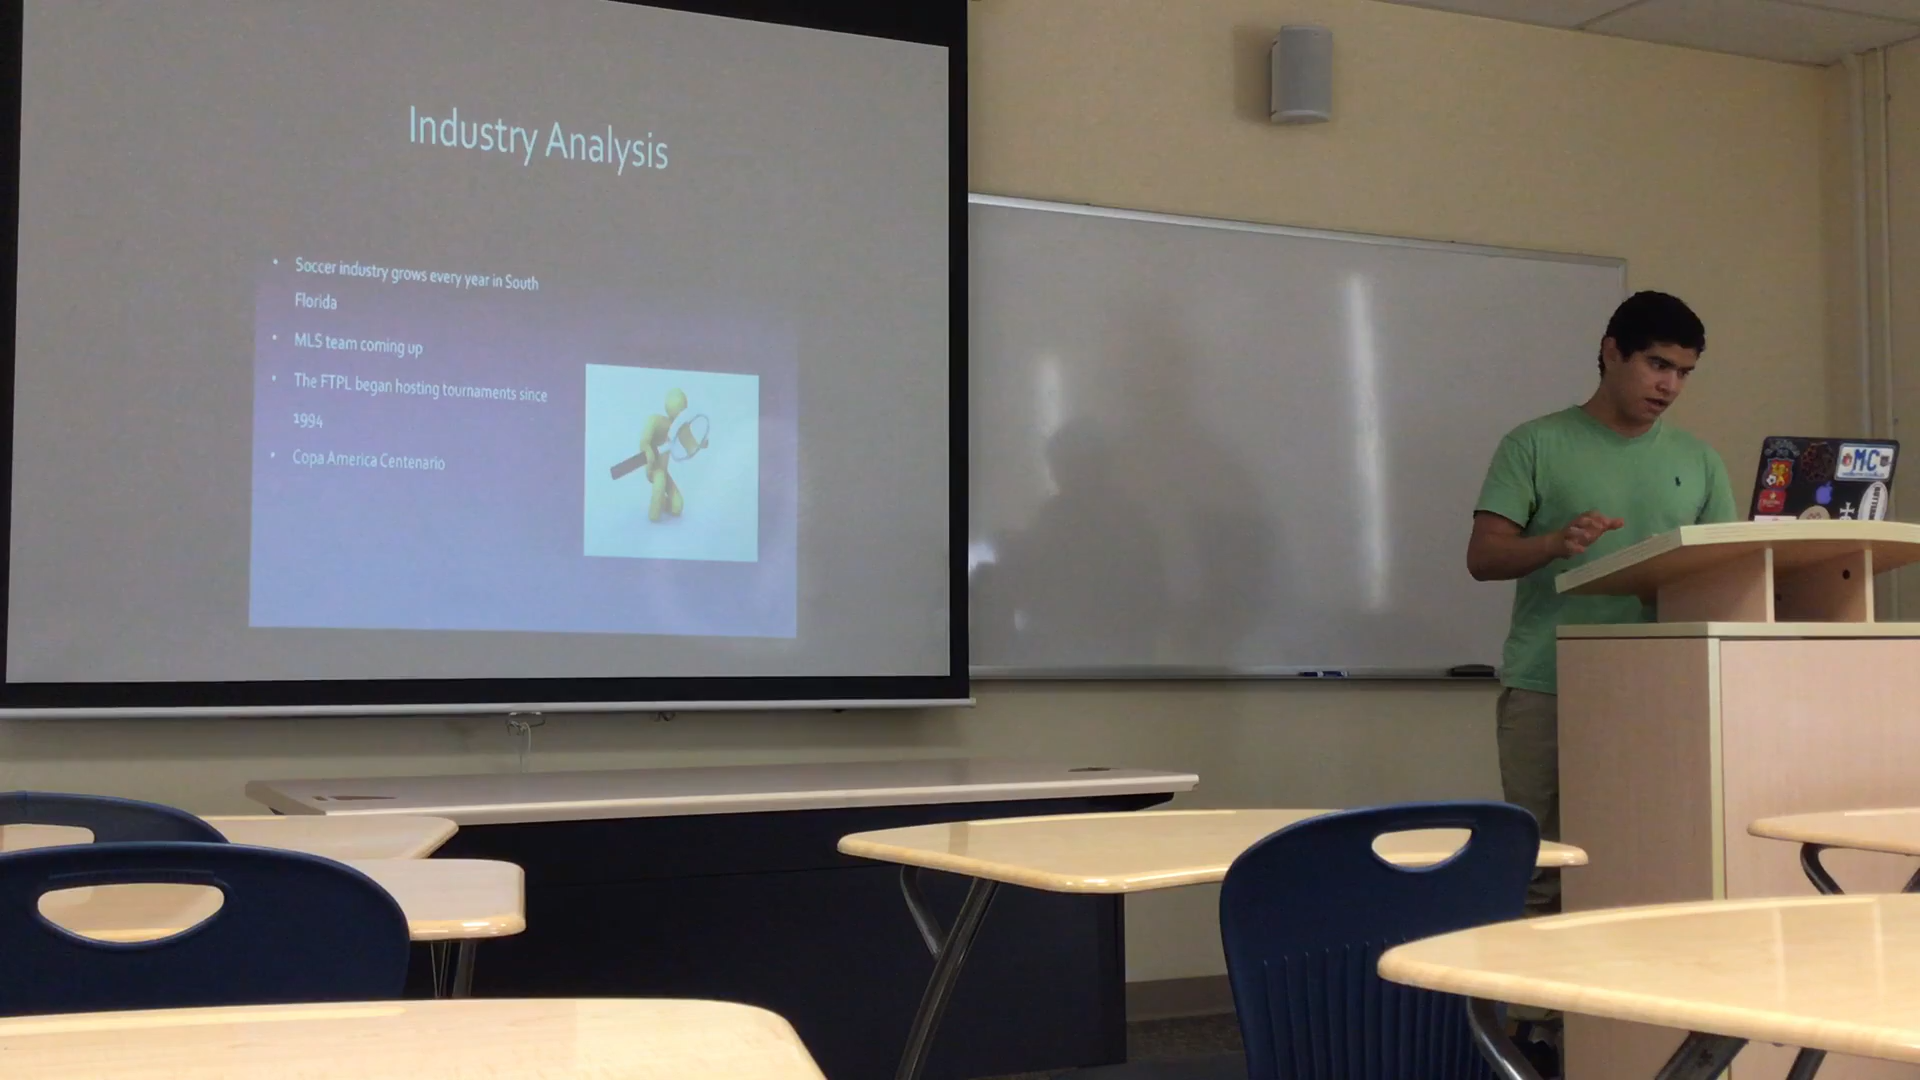 Industry Analysis
• Soccer industry grows every year in South
Florida
• MLS team coming up
• The FTPL began hosting tournaments since
1994
• Copa America Centenario
MC